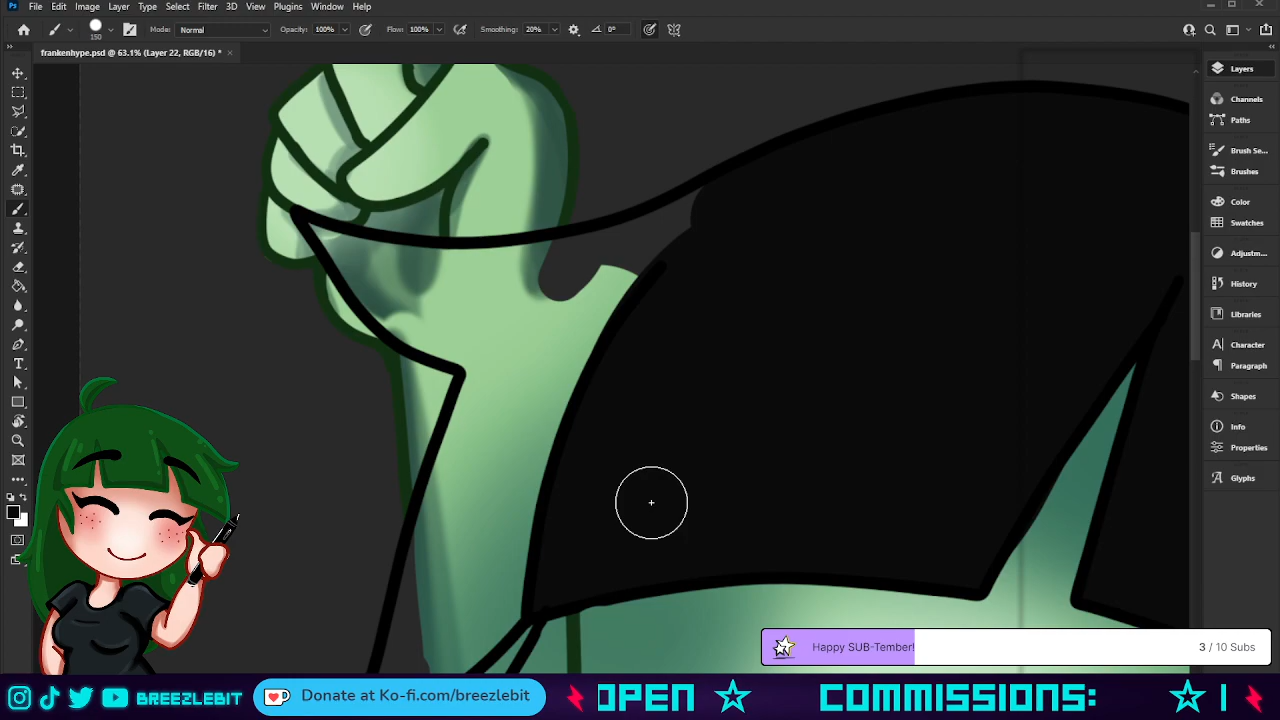 Ps File Edit Image Layer Type Select Filter 3D View Plugins Window Help
150 Mode: Normal Opacity: 100% Flow: 100% Smoothing: 20% 0°
frankenhype.psd @ 63.1% (Layer 22, RGB/16) * ×
Layers
Channels
Paths
Brush Se...
Brushes
Color
Swatches
Adjustm...
History
Libraries
Character
Paragraph
Shapes
Info
Properties
Glyphs
Happy SUB-Tember! 3 / 10 Subs
BREEZLEBIT Donate at Ko-fi.com/breezlebit OPEN COMMISSIONS: